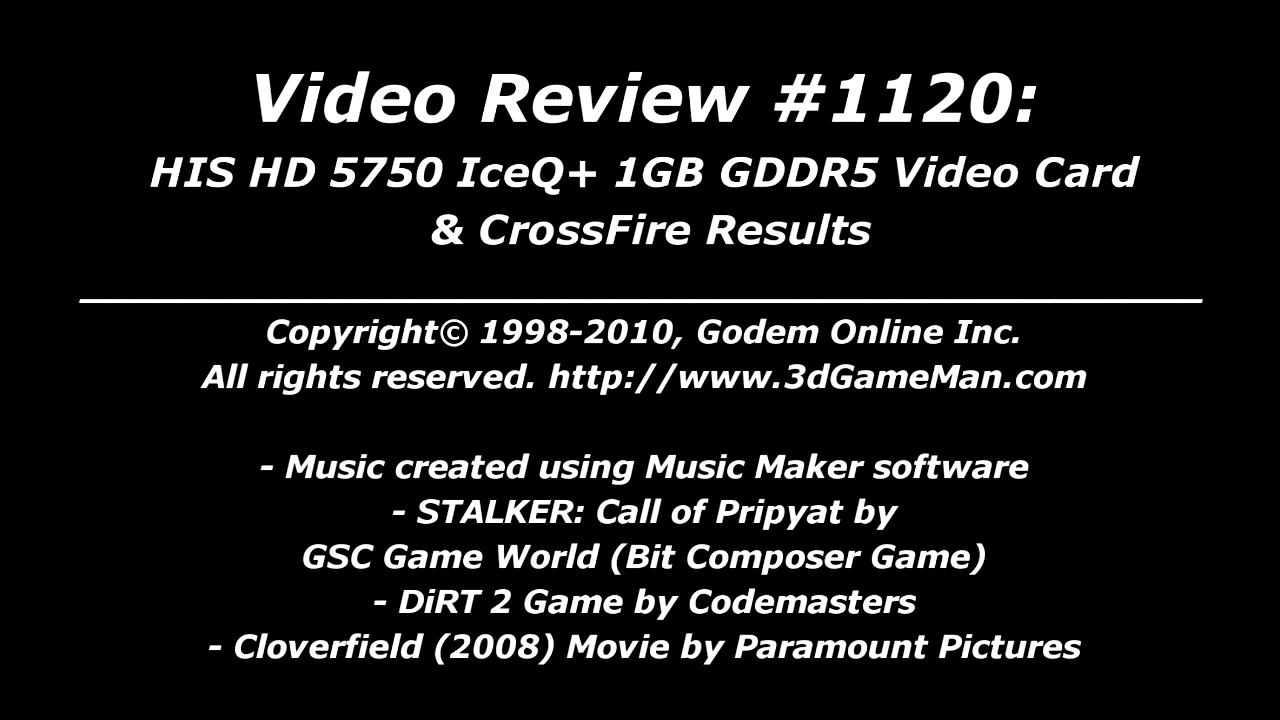 Video Review #1120:
HIS HD 5750 IceQ+ 1GB GDDR5 Video Card
& CrossFire Results
Copyright© 1998-2010, Godem Online Inc.
All rights reserved. http://www.3dGameMan.com
- Music created using Music Maker software
- STALKER: Call of Pripyat by
GSC Game World (Bit Composer Game)
- DiRT 2 Game by Codemasters
- Cloverfield (2008) Movie by Paramount Pictures